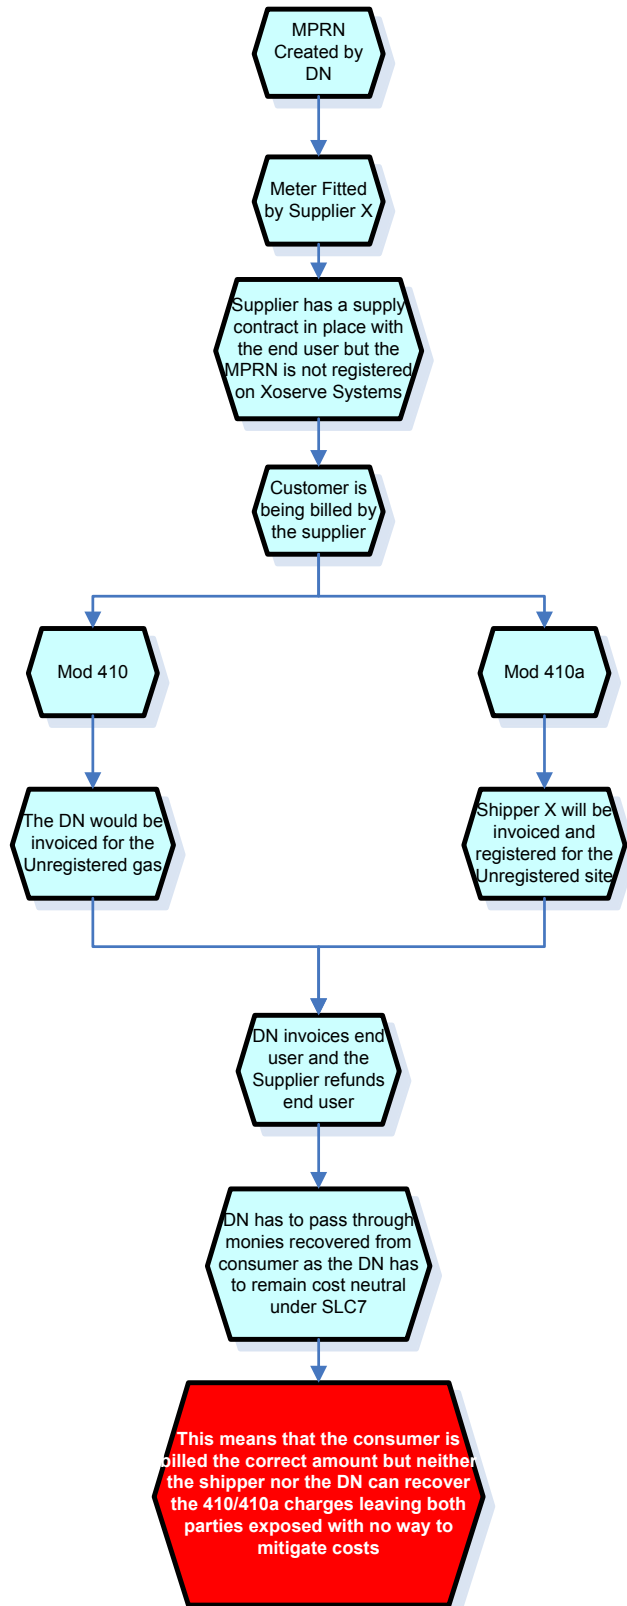 MPRN
Created by
DN
Meter Fitted
by Supplier X
Supplier has a supply
contract in place with
the end user but the
MPRN is not registered
on Xoserve Systems
Customer is
being billed by
the supplier
Mod 410
Mod 410a
The DN would be
invoiced for the
Unregistered gas
Shipper X will be
invoiced and
registered for the
Unregistered site
DN invoices end
user and the
Supplier refunds
end user
DN has to pass through
monies recovered from
consumer as the DN has
to remain cost neutral
under SLC7
This means that the consumer is
billed the correct amount but neither
the shipper nor the DN can recover
the 410/410a charges leaving both
parties exposed with no way to
mitigate costs